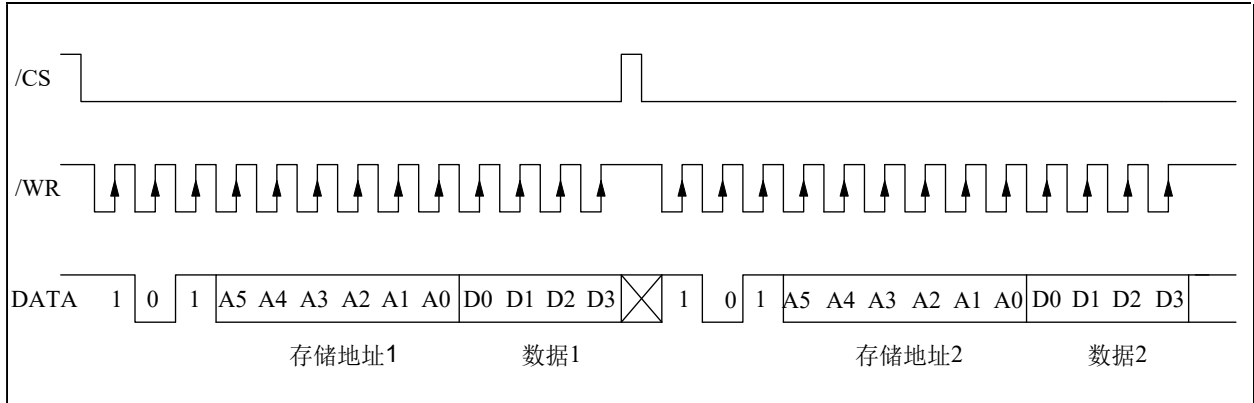 /CS
/WR
DATA 1 0 1 A5 A4 A3 A2 A1 A0 D0 D1 D2 D3 1 0 1 A5 A4 A3 A2 A1 A0 D0 D1 D2 D3
存储地址1 数据1 存储地址2 数据2